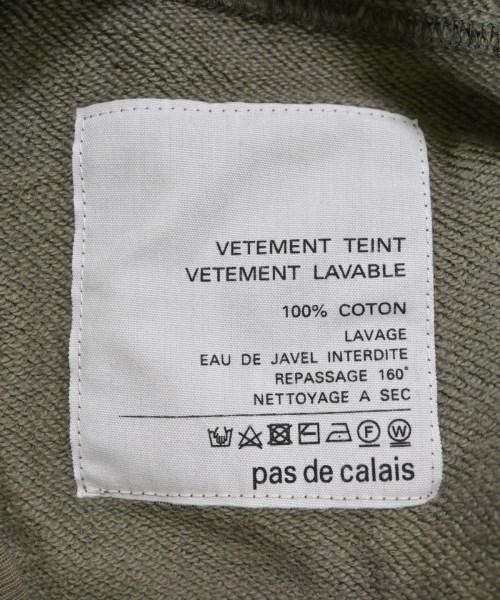 VETEMENT TEINT
VETEMENT LAVABLE
100% COTON
LAVAGE
EAU DE JAVEL INTERDITE
REPASSAGE 160°
NETTOYAGE A SEC
F W
pas de calais